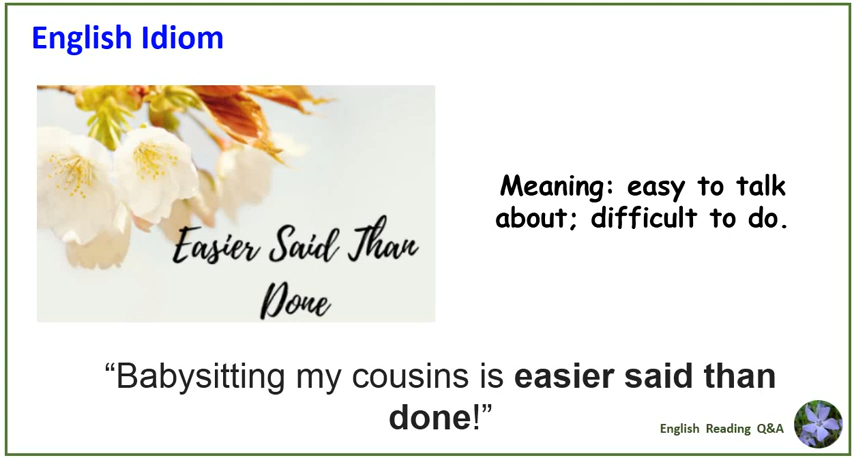 English Idiom
Easier Said Than
Done
Meaning: easy to talk
about; difficult to do.
“Babysitting my cousins is easier said than
done!”
English Reading Q&A